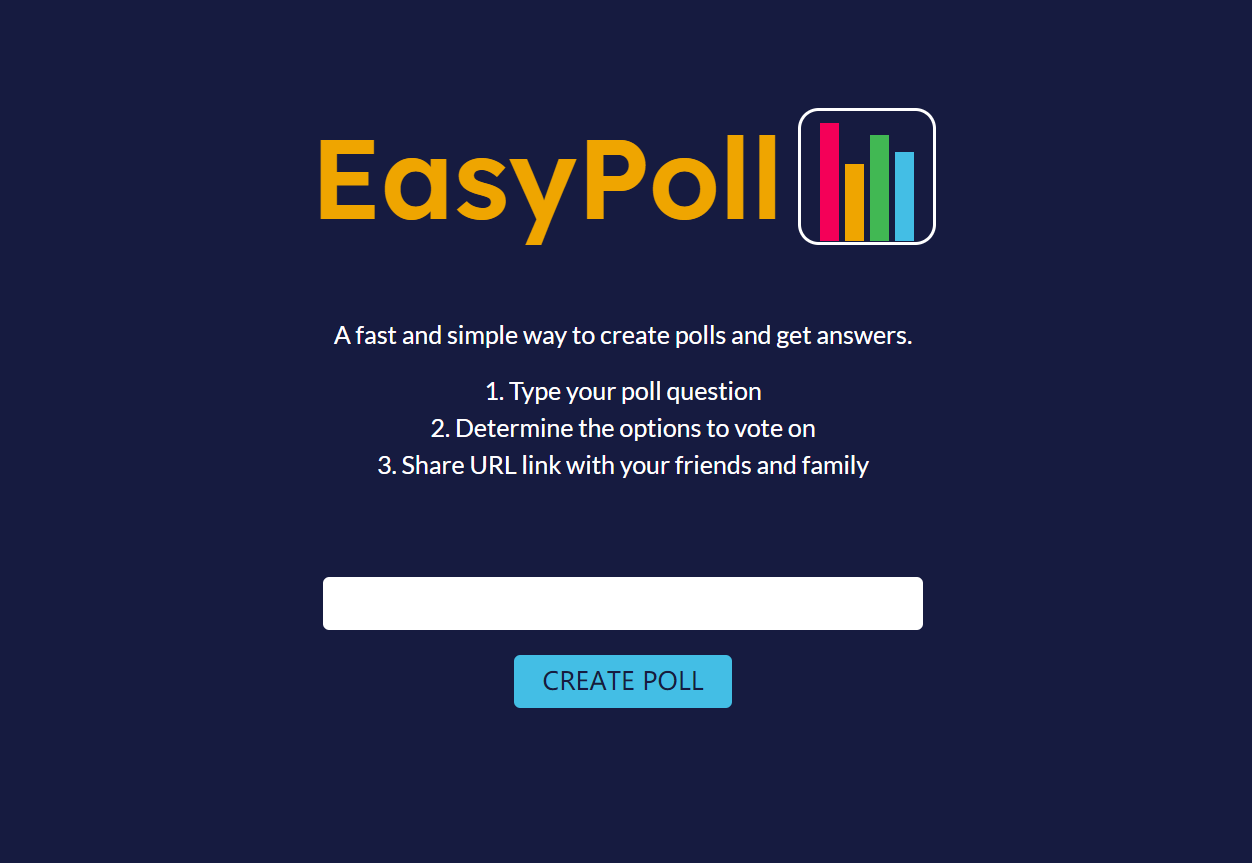 EasyPoll
A fast and simple way to create polls and get answers.
1. Type your poll question
2. Determine the options to vote on
3. Share URL link with your friends and family
CREATE POLL